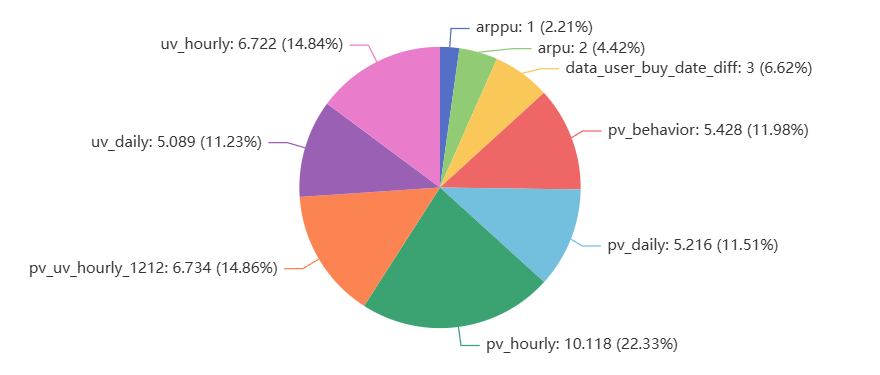 arppu: 1 (2.21%)
uv_hourly: 6.722 (14.84%)
arpu: 2 (4.42%)
data_user_buy_date_diff: 3 (6.62%)
pv_behavior: 5.428 (11.98%)
uv_daily: 5.089 (11.23%)
pv_daily: 5.216 (11.51%)
pv_uv_hourly_1212: 6.734 (14.86%)
pv_hourly: 10.118 (22.33%)